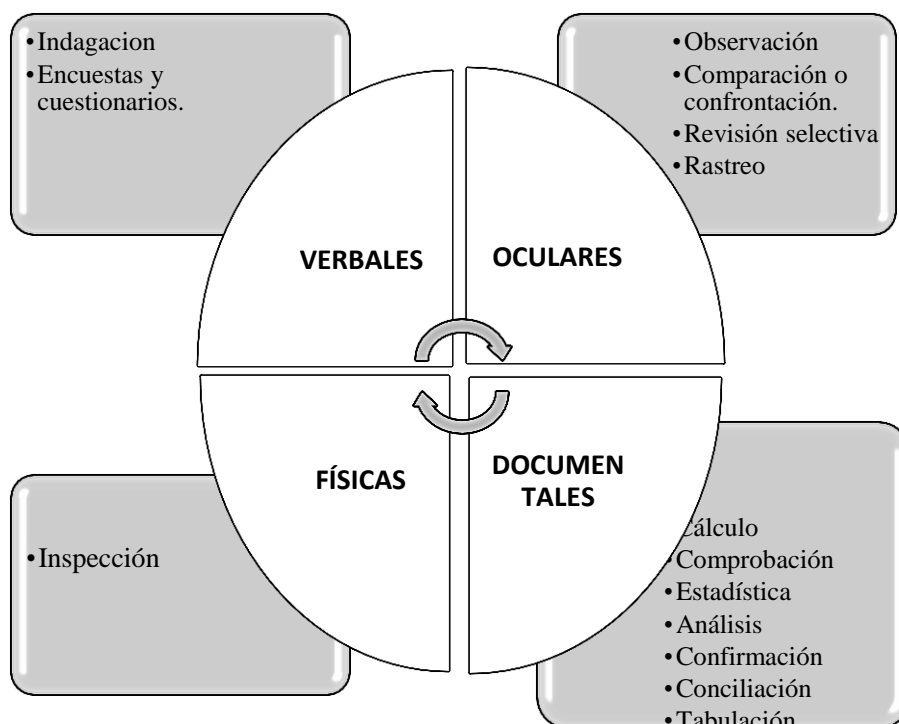 •Indagacion
•Encuestas y
cuestionarios.
•Observación
•Comparación o
confrontación.
•Revisión selectiva
•Rastreo
VERBALES
OCULARES
FÍSICAS
DOCUMEN
TALES
•Inspección
Cálculo
•Comprobación
•Estadística
•Análisis
•Confirmación
•Conciliación
•Tabulación